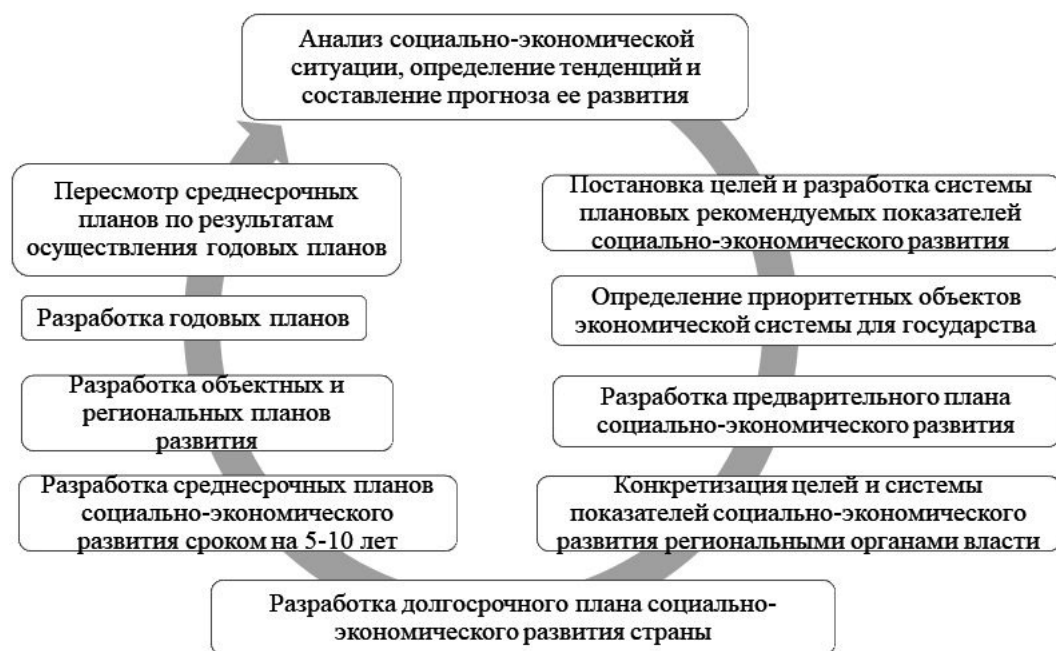 Анализ социально-экономической
ситуации, определение тенденций и
составление прогноза ее развития
Постановка целей и разработка системы
плановых рекомендуемых показателей
социально-экономического развития
Определение приоритетных объектов
экономической системы для государства
Разработка предварительного плана
социально-экономического развития
Конкретизация целей и системы
показателей социально-экономического
развития региональными органами власти
Разработка долгосрочного плана социально-
экономического развития страны
Разработка среднесрочных планов
социально-экономического
развития сроком на 5-10 лет
Разработка объектных и
региональных планов
развития
Разработка годовых планов
Пересмотр среднесрочных
планов по результатам
осуществления годовых планов